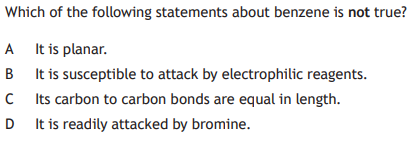 Which of the following statements about benzene is not true?
A It is planar.
B It is susceptible to attack by electrophilic reagents.
C Its carbon to carbon bonds are equal in length.
D It is readily attacked by bromine.